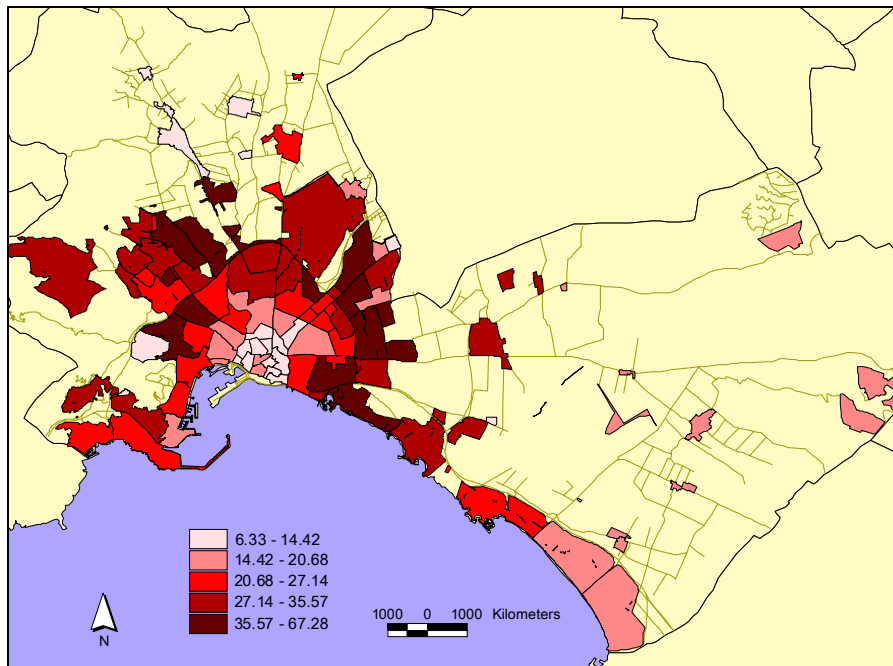 6.33 - 14.42
14.42 - 20.68
20.68 - 27.14
27.14 - 35.57
35.57 - 67.28
N
1000 0 1000 Kilometers